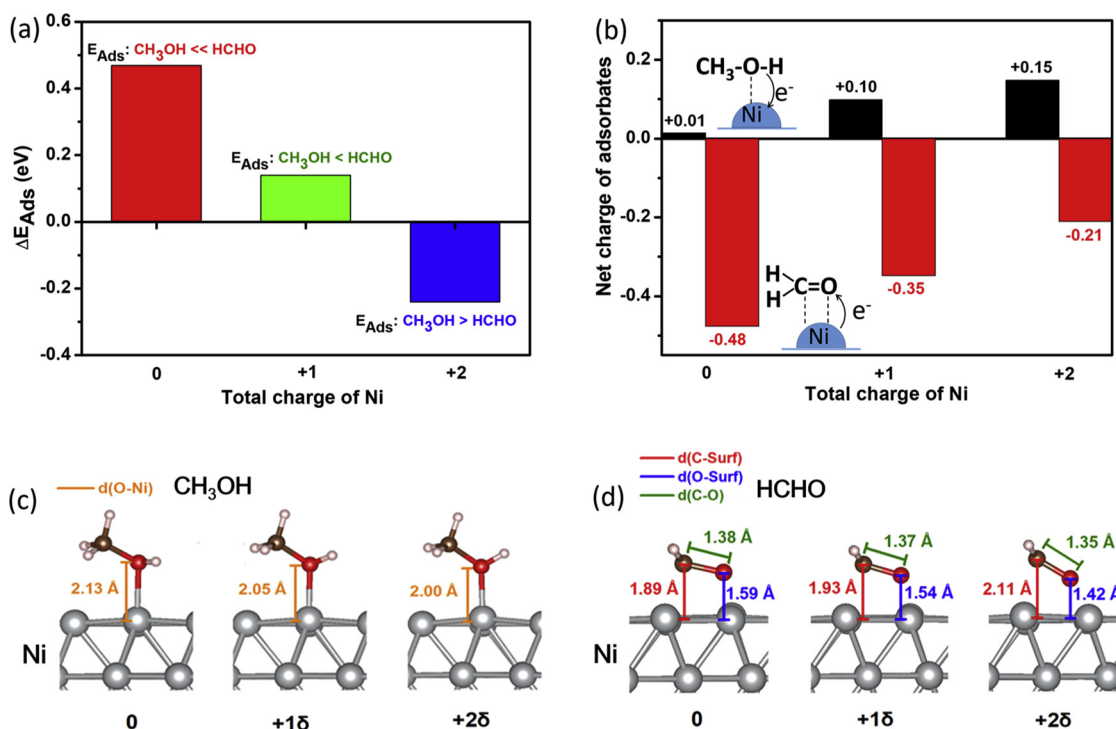 (a)
0.6
0.4
0.2
0.0
-0.2
-0.4
ΔE_Ads (eV)
E_Ads: CH₃OH << HCHO
E_Ads: CH₃OH < HCHO
E_Ads: CH₃OH > HCHO
0
+1
+2
Total charge of Ni
(b)
0.2
0.0
-0.2
-0.4
Net charge of adsorbates
+0.01
+0.10
+0.15
CH₃-O-H
e⁻
Ni
-0.48
-0.35
-0.21
H
C=O
H
e⁻
Ni
0
+1
+2
Total charge of Ni
(c)
d(O-Ni)
CH₃OH
2.13 Å
2.05 Å
2.00 Å
Ni
0
+1δ
+2δ
(d)
d(C-Surf)
d(O-Surf)
d(C-O)
HCHO
1.38 Å
1.37 Å
1.35 Å
1.89 Å
1.59 Å
1.93 Å
1.54 Å
2.11 Å
1.42 Å
Ni
0
+1δ
+2δ